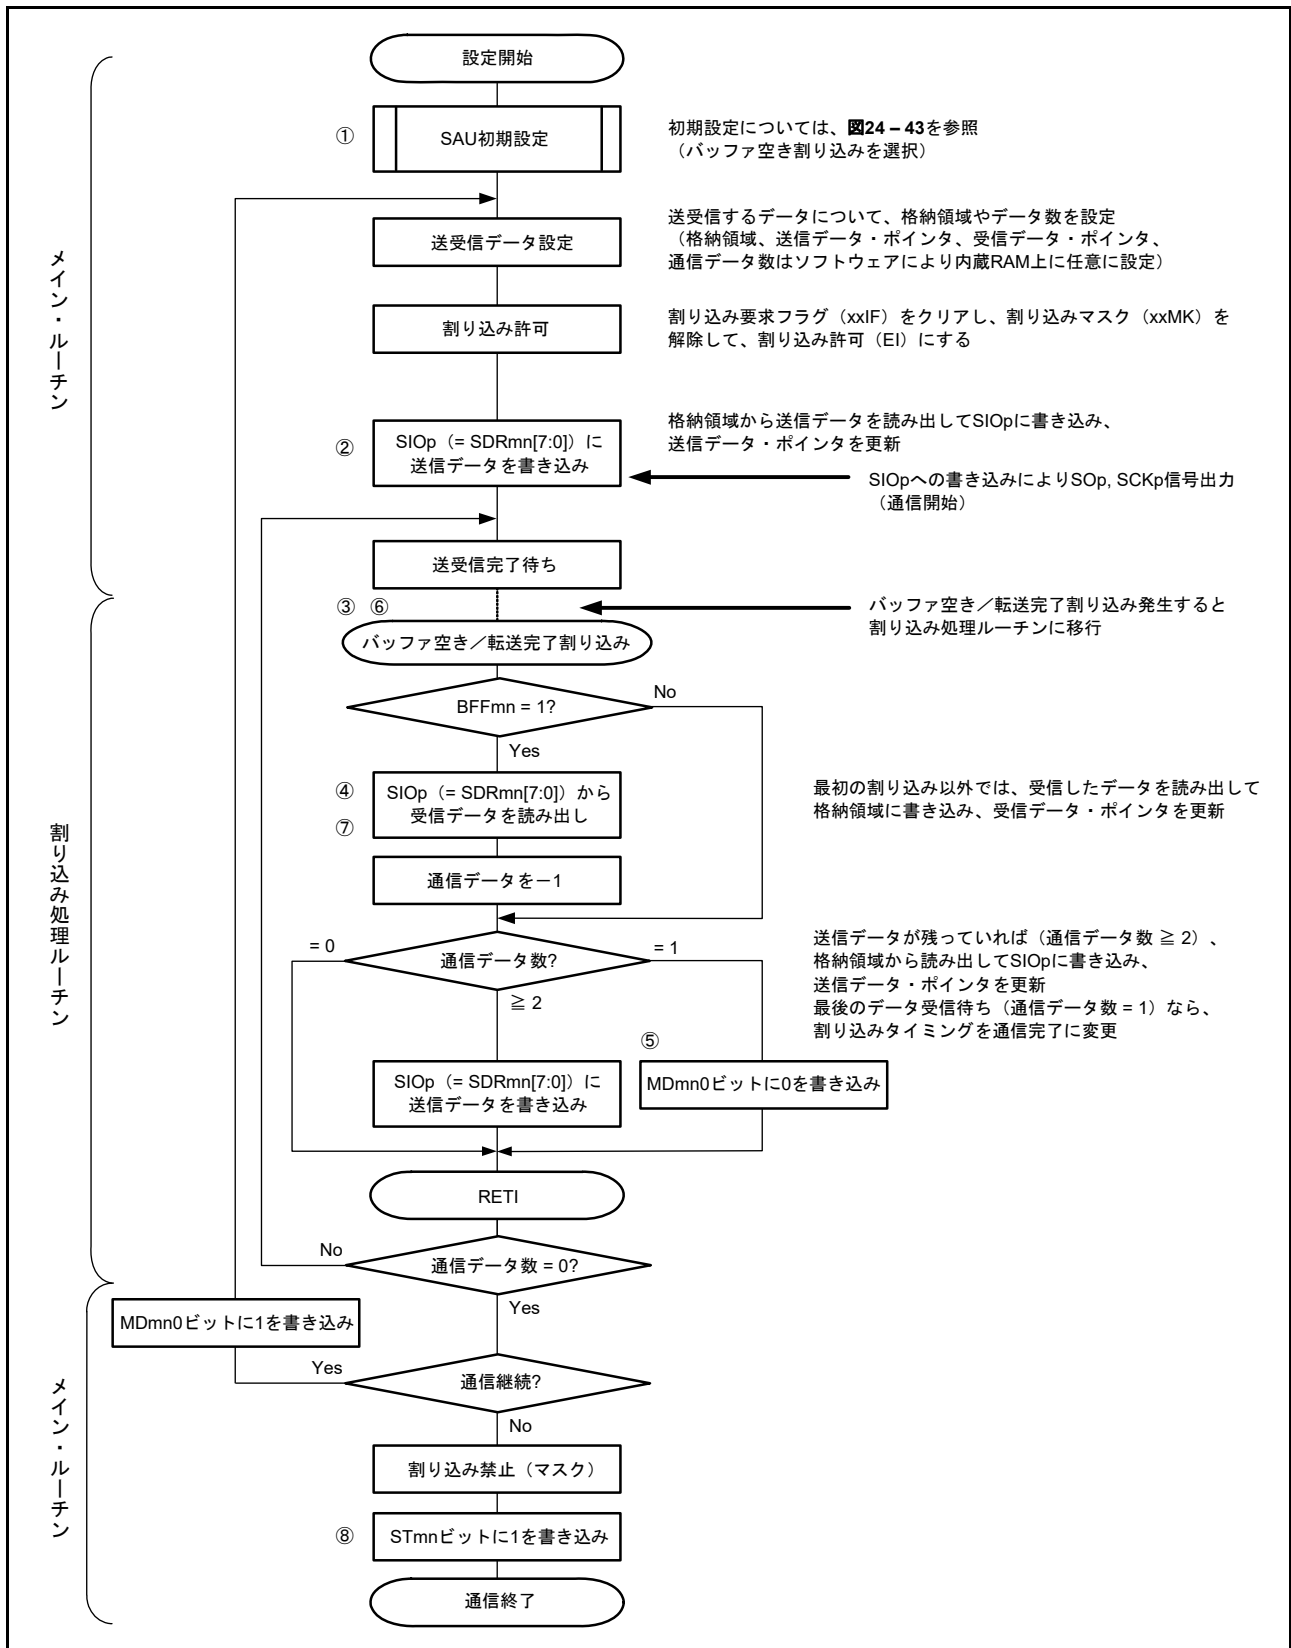 設定開始
①
SAU初期設定
初期設定については、図24 – 43を参照
（バッファ空き割り込みを選択）
送受信データ設定
送受信するデータについて、格納領域やデータ数を設定
（格納領域、送信データ・ポインタ、受信データ・ポインタ、
通信データ数はソフトウェアにより内蔵RAM上に任意に設定）
メイン・ルーチン
割り込み許可
割り込み要求フラグ（xxIF）をクリアし、割り込みマスク（xxMK）を
解除して、割り込み許可（EI）にする
②
SIOp（= SDRmn[7:0]）に
送信データを書き込み
格納領域から送信データを読み出してSIOpに書き込み、
送信データ・ポインタを更新
SIOpへの書き込みによりSOp, SCKp信号出力
（通信開始）
送受信完了待ち
③ ⑥
バッファ空き／転送完了割り込み発生すると
割り込み処理ルーチンに移行
バッファ空き／転送完了割り込み
BFFmn = 1?
No
Yes
④
⑦
SIOp（= SDRmn[7:0]）から
受信データを読み出し
最初の割り込み以外では、受信したデータを読み出して
格納領域に書き込み、受信データ・ポインタを更新
割り込み処理ルーチン
通信データを－1
= 0
通信データ数?
= 1
≧ 2
送信データが残っていれば（通信データ数 ≧ 2）、
格納領域から読み出してSIOpに書き込み、
送信データ・ポインタを更新
最後のデータ受信待ち（通信データ数 = 1）なら、
割り込みタイミングを通信完了に変更
⑤
SIOp（= SDRmn[7:0]）に
送信データを書き込み
MDmn0ビットに0を書き込み
RETI
No
通信データ数 = 0?
Yes
MDmn0ビットに1を書き込み
Yes
通信継続?
No
メイン・ルーチン
割り込み禁止（マスク）
⑧
STmnビットに1を書き込み
通信終了